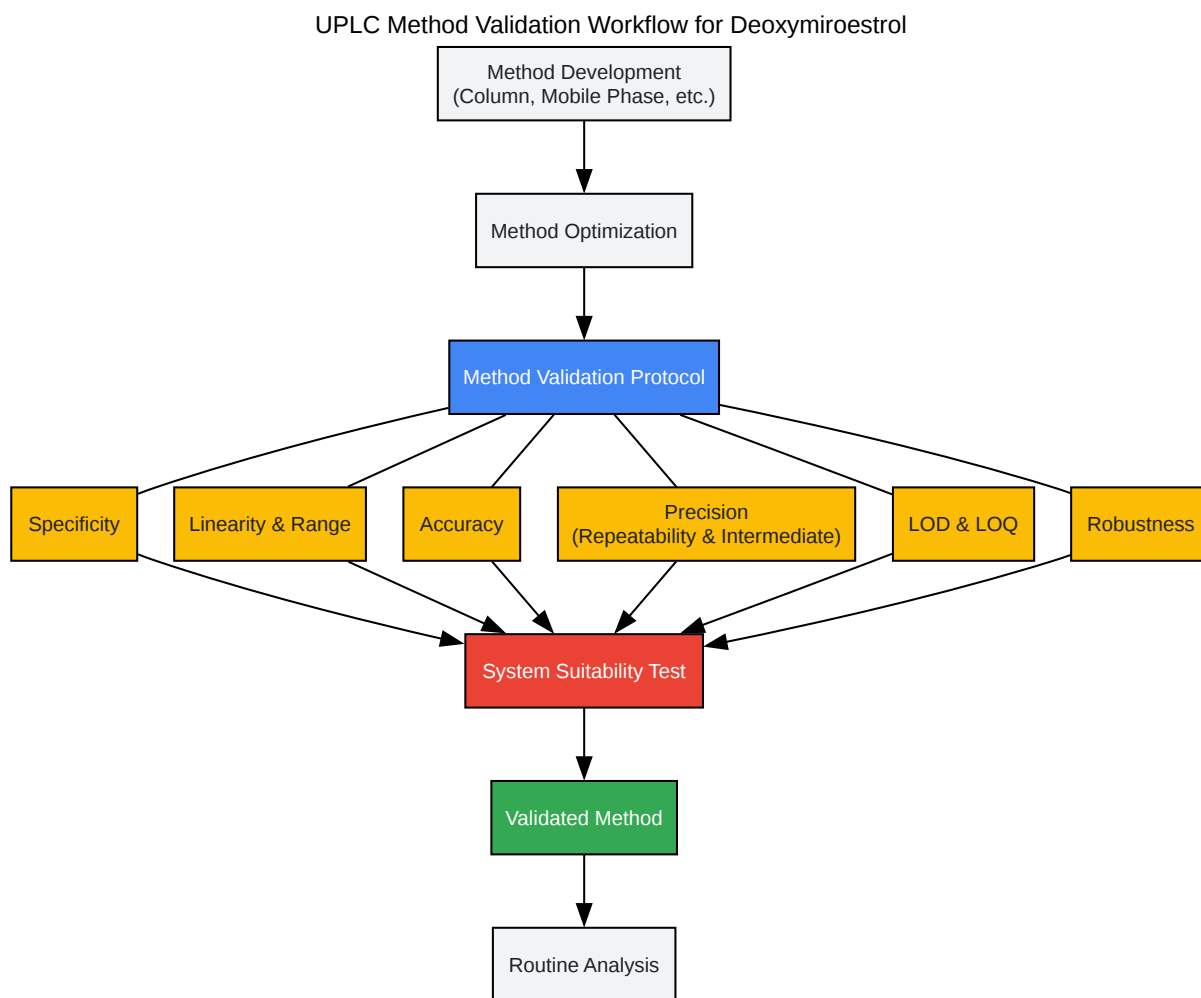 UPLC Method Validation Workflow for Deoxymiroestrol
Method Development
(Column, Mobile Phase, etc.)
Method Optimization
Method Validation Protocol
Specificity
Linearity & Range
Accuracy
Precision
(Repeatability & Intermediate)
LOD & LOQ
Robustness
System Suitability Test
Validated Method
Routine Analysis